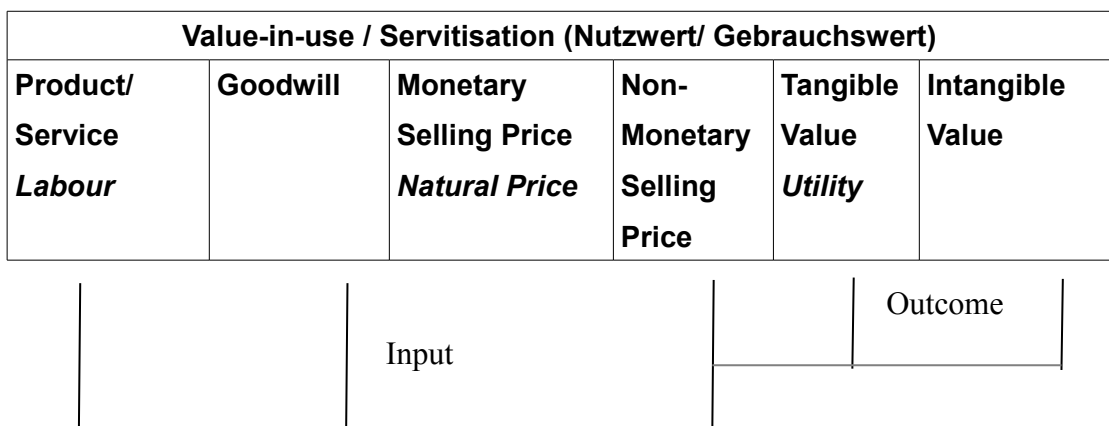 Value-in-use / Servitisation (Nutzwert/ Gebrauchswert)
Product/
Service
Labour
Goodwill
Monetary
Selling Price
Natural Price
Non-
Monetary
Selling
Price
Tangible
Value
Utility
Intangible
Value
Outcome
Input